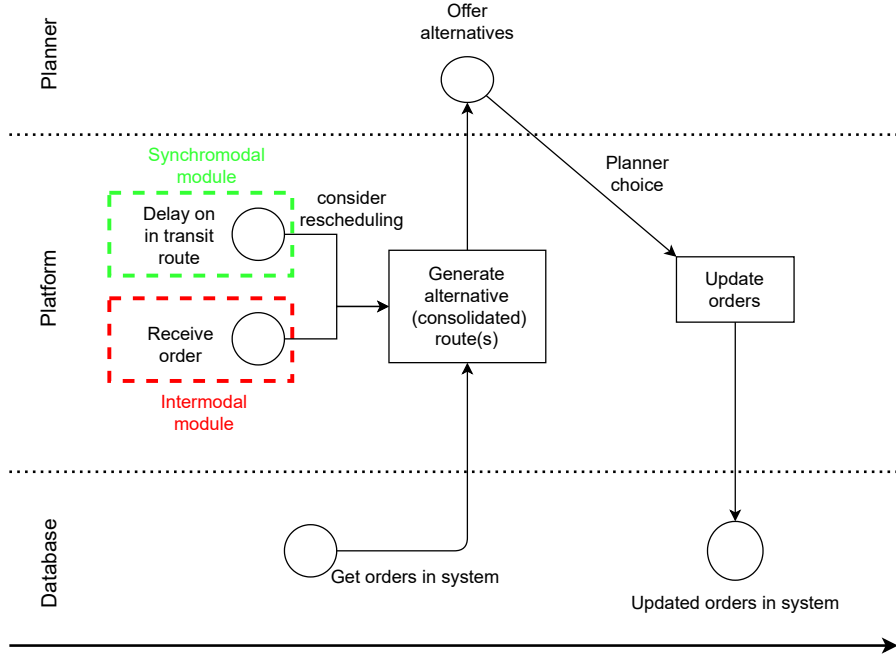 Offer
alternatives
Planner
Synchromodal
module
Planner
choice
consider
rescheduling
Delay on
in transit
route
Platform
Generate
alternative
(consolidated)
route(s)
Update
orders
Receive
order
Intermodal
module
Database
Get orders in system
Updated orders in system